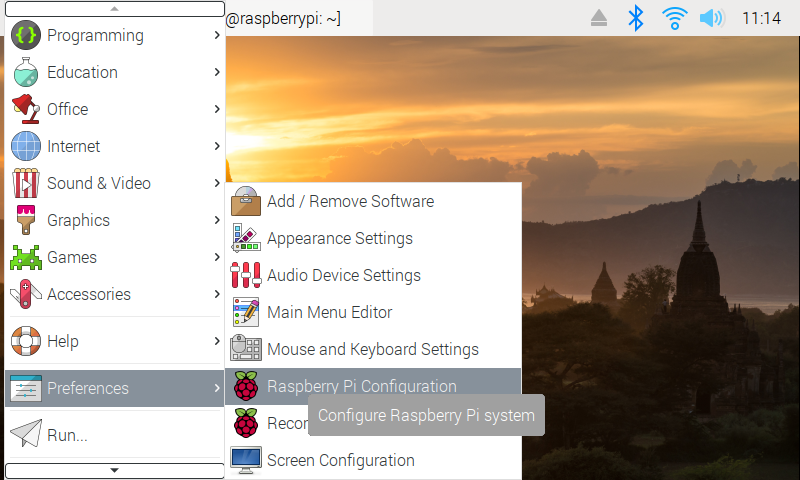 @raspberrypi: ~]
11:14
Programming
Education
Office
Internet
Sound & Video
Graphics
Games
Accessories
Help
Preferences
Run...
Add / Remove Software
Appearance Settings
Audio Device Settings
Main Menu Editor
Mouse and Keyboard Settings
Raspberry Pi Configuration
Recor
Configure Raspberry Pi system
Screen Configuration